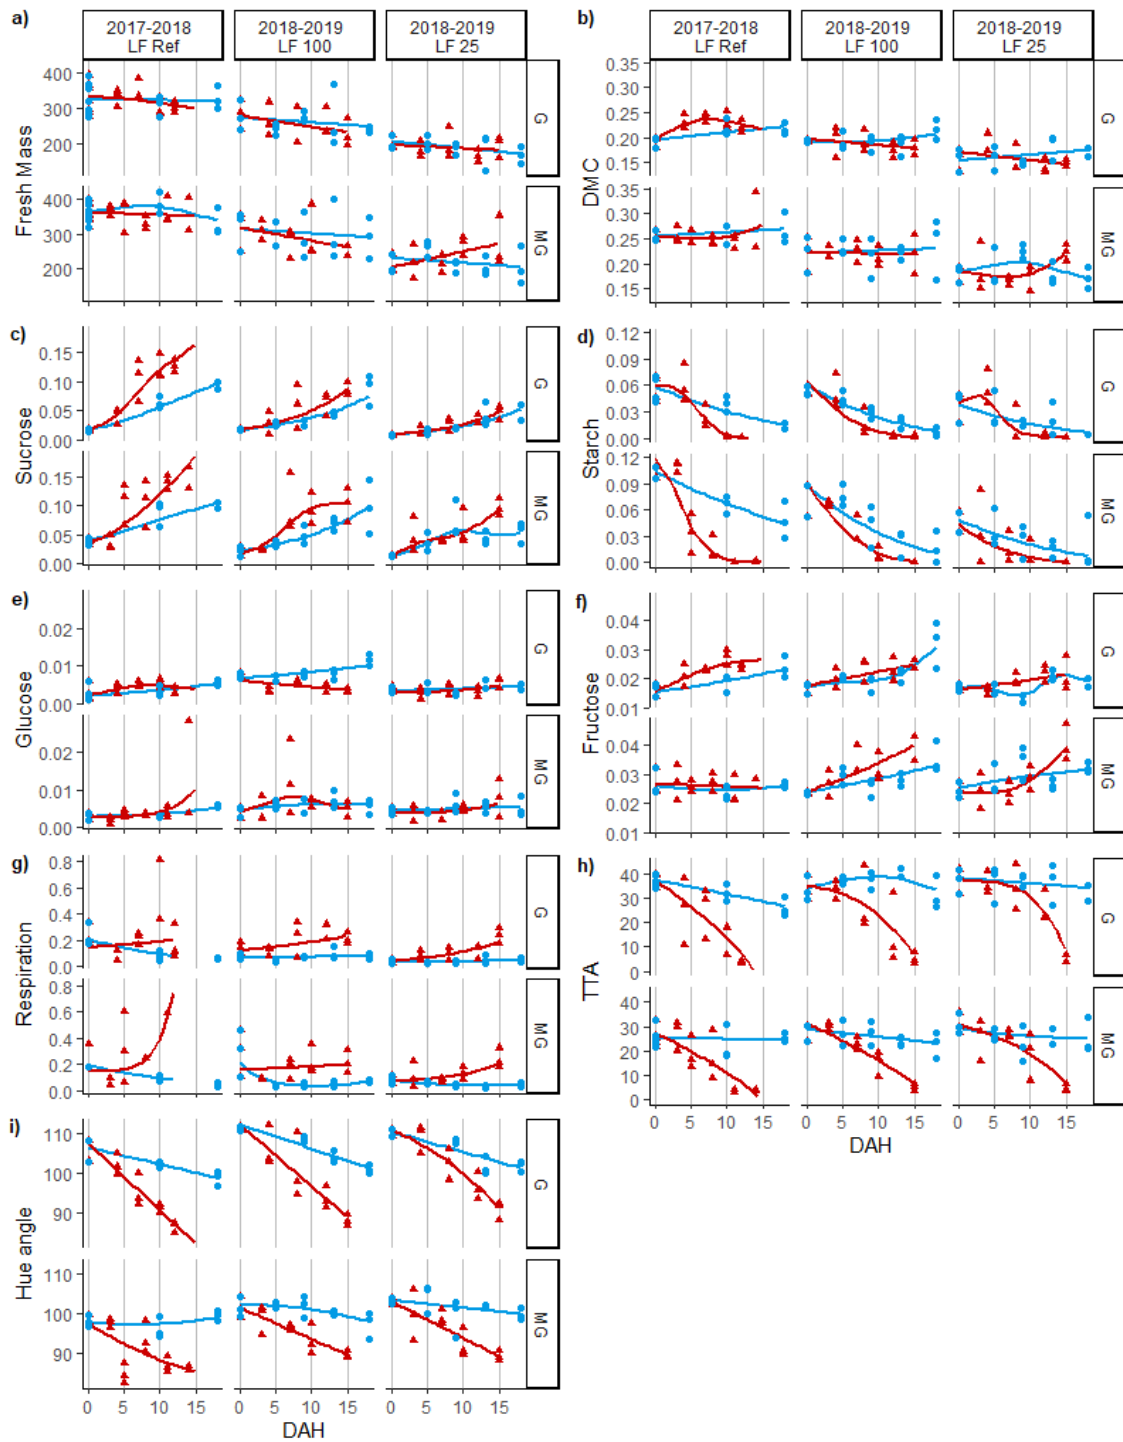 a)
2017-2018
LF Ref
2018-2019
LF 100
2018-2019
LF 25
Fresh Mass
400
300
200
G
400
300
200
MG
b)
2017-2018
LF Ref
2018-2019
LF 100
2018-2019
LF 25
DMC
0.35
0.30
0.25
0.20
0.15
G
0.35
0.30
0.25
0.20
0.15
MG
c)
Sucrose
0.15
0.10
0.05
0.00
G
0.15
0.10
0.05
0.00
MG
d)
Starch
0.12
0.09
0.06
0.03
0.00
G
0.12
0.09
0.06
0.03
0.00
MG
e)
Glucose
0.02
0.01
0.00
G
0.02
0.01
0.00
MG
f)
Fructose
0.04
0.03
0.02
0.01
G
0.04
0.03
0.02
0.01
MG
g)
Respiration
0.8
0.6
0.4
0.2
0.0
G
0.8
0.6
0.4
0.2
0.0
MG
h)
TTA
40
30
20
10
0
G
40
30
20
10
0
MG
0 5 10 15 0 5 10 15 0 5 10 15
DAH
i)
Hue angle
110
100
90
G
110
100
90
MG
0 5 10 15 0 5 10 15 0 5 10 15
DAH